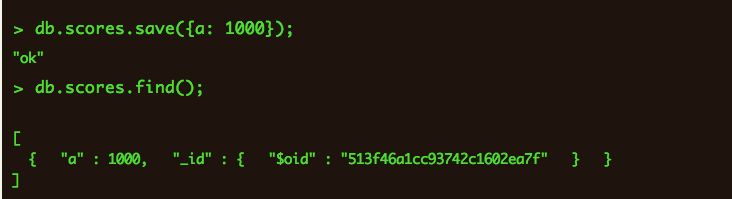 > db.scores.save({a: 1000});
"ok"
> db.scores.find();
[
{ "a" : 1000, "_id" : { "$oid" : "513f46a1cc93742c1602ea7f" } }
]